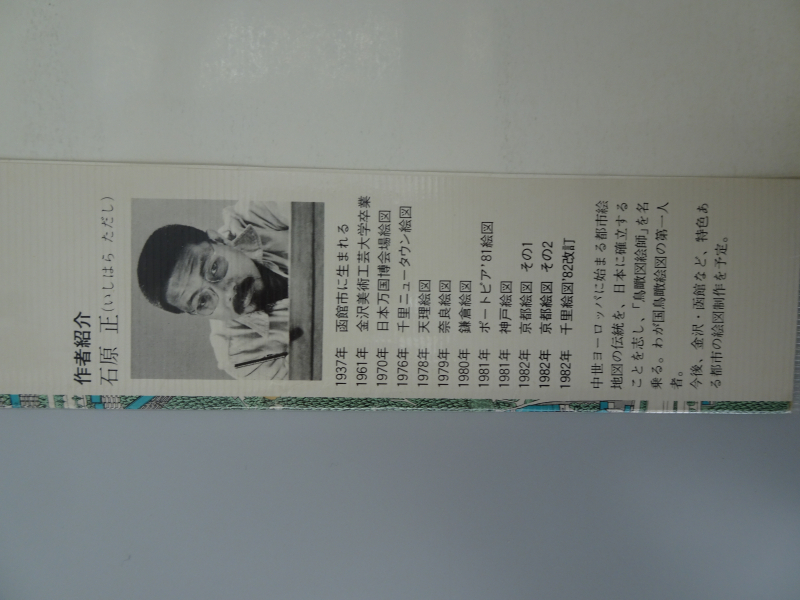 作者紹介
石原 正(いしはら ただし)
1937年 函館市に生まれる
1961年 金沢美術工芸大学卒業
1970年 日本万国博会場絵図
1976年 千里ニュータウン絵図
1978年 天理絵図
1979年 奈良絵図
1980年 鎌倉絵図
1981年 ポートピア'81絵図
1981年 神戸絵図
1982年 京都絵図 その1
1982年 京都絵図 その2
1982年 千里絵図'82改訂
中世ヨーロッパに始まる都市絵
地図の伝統を、日本に確立する
ことを志し、「鳥瞰図絵師」を名
乗る。わが国鳥瞰絵図の第一人
者。
今後、金沢・函館など、特色あ
る都市の絵図制作を予定。